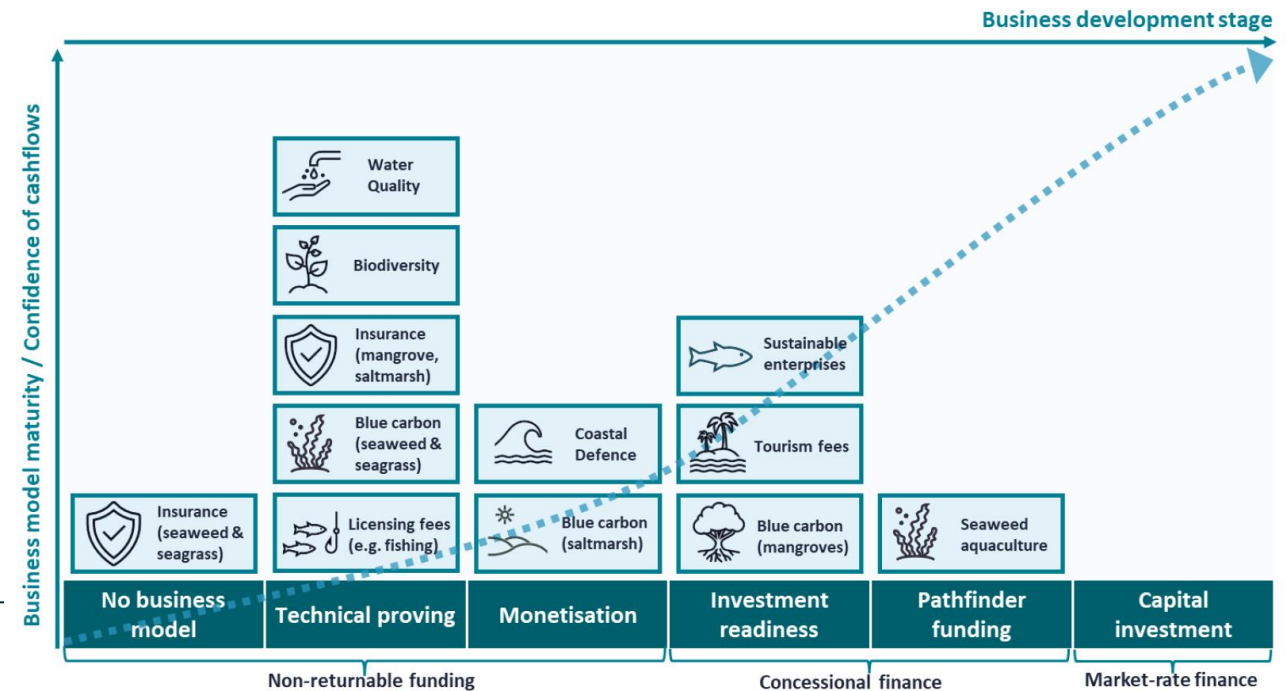 Business development stage
Business model maturity / Confidence of cashflows
Water
Quality
Biodiversity
Insurance
(mangrove,
saltmarsh)
Blue carbon
(seaweed &
seagrass)
Coastal
Defence
Sustainable
enterprises
Tourism fees
Insurance
(seaweed &
seagrass)
Licensing fees
(e.g. fishing)
Blue carbon
(saltmarsh)
Blue carbon
(mangroves)
Seaweed
aquaculture
No business
model
Technical proving
Monetisation
Investment
readiness
Pathfinder
funding
Capital
investment
Non-returnable funding
Concessional finance
Market-rate finance